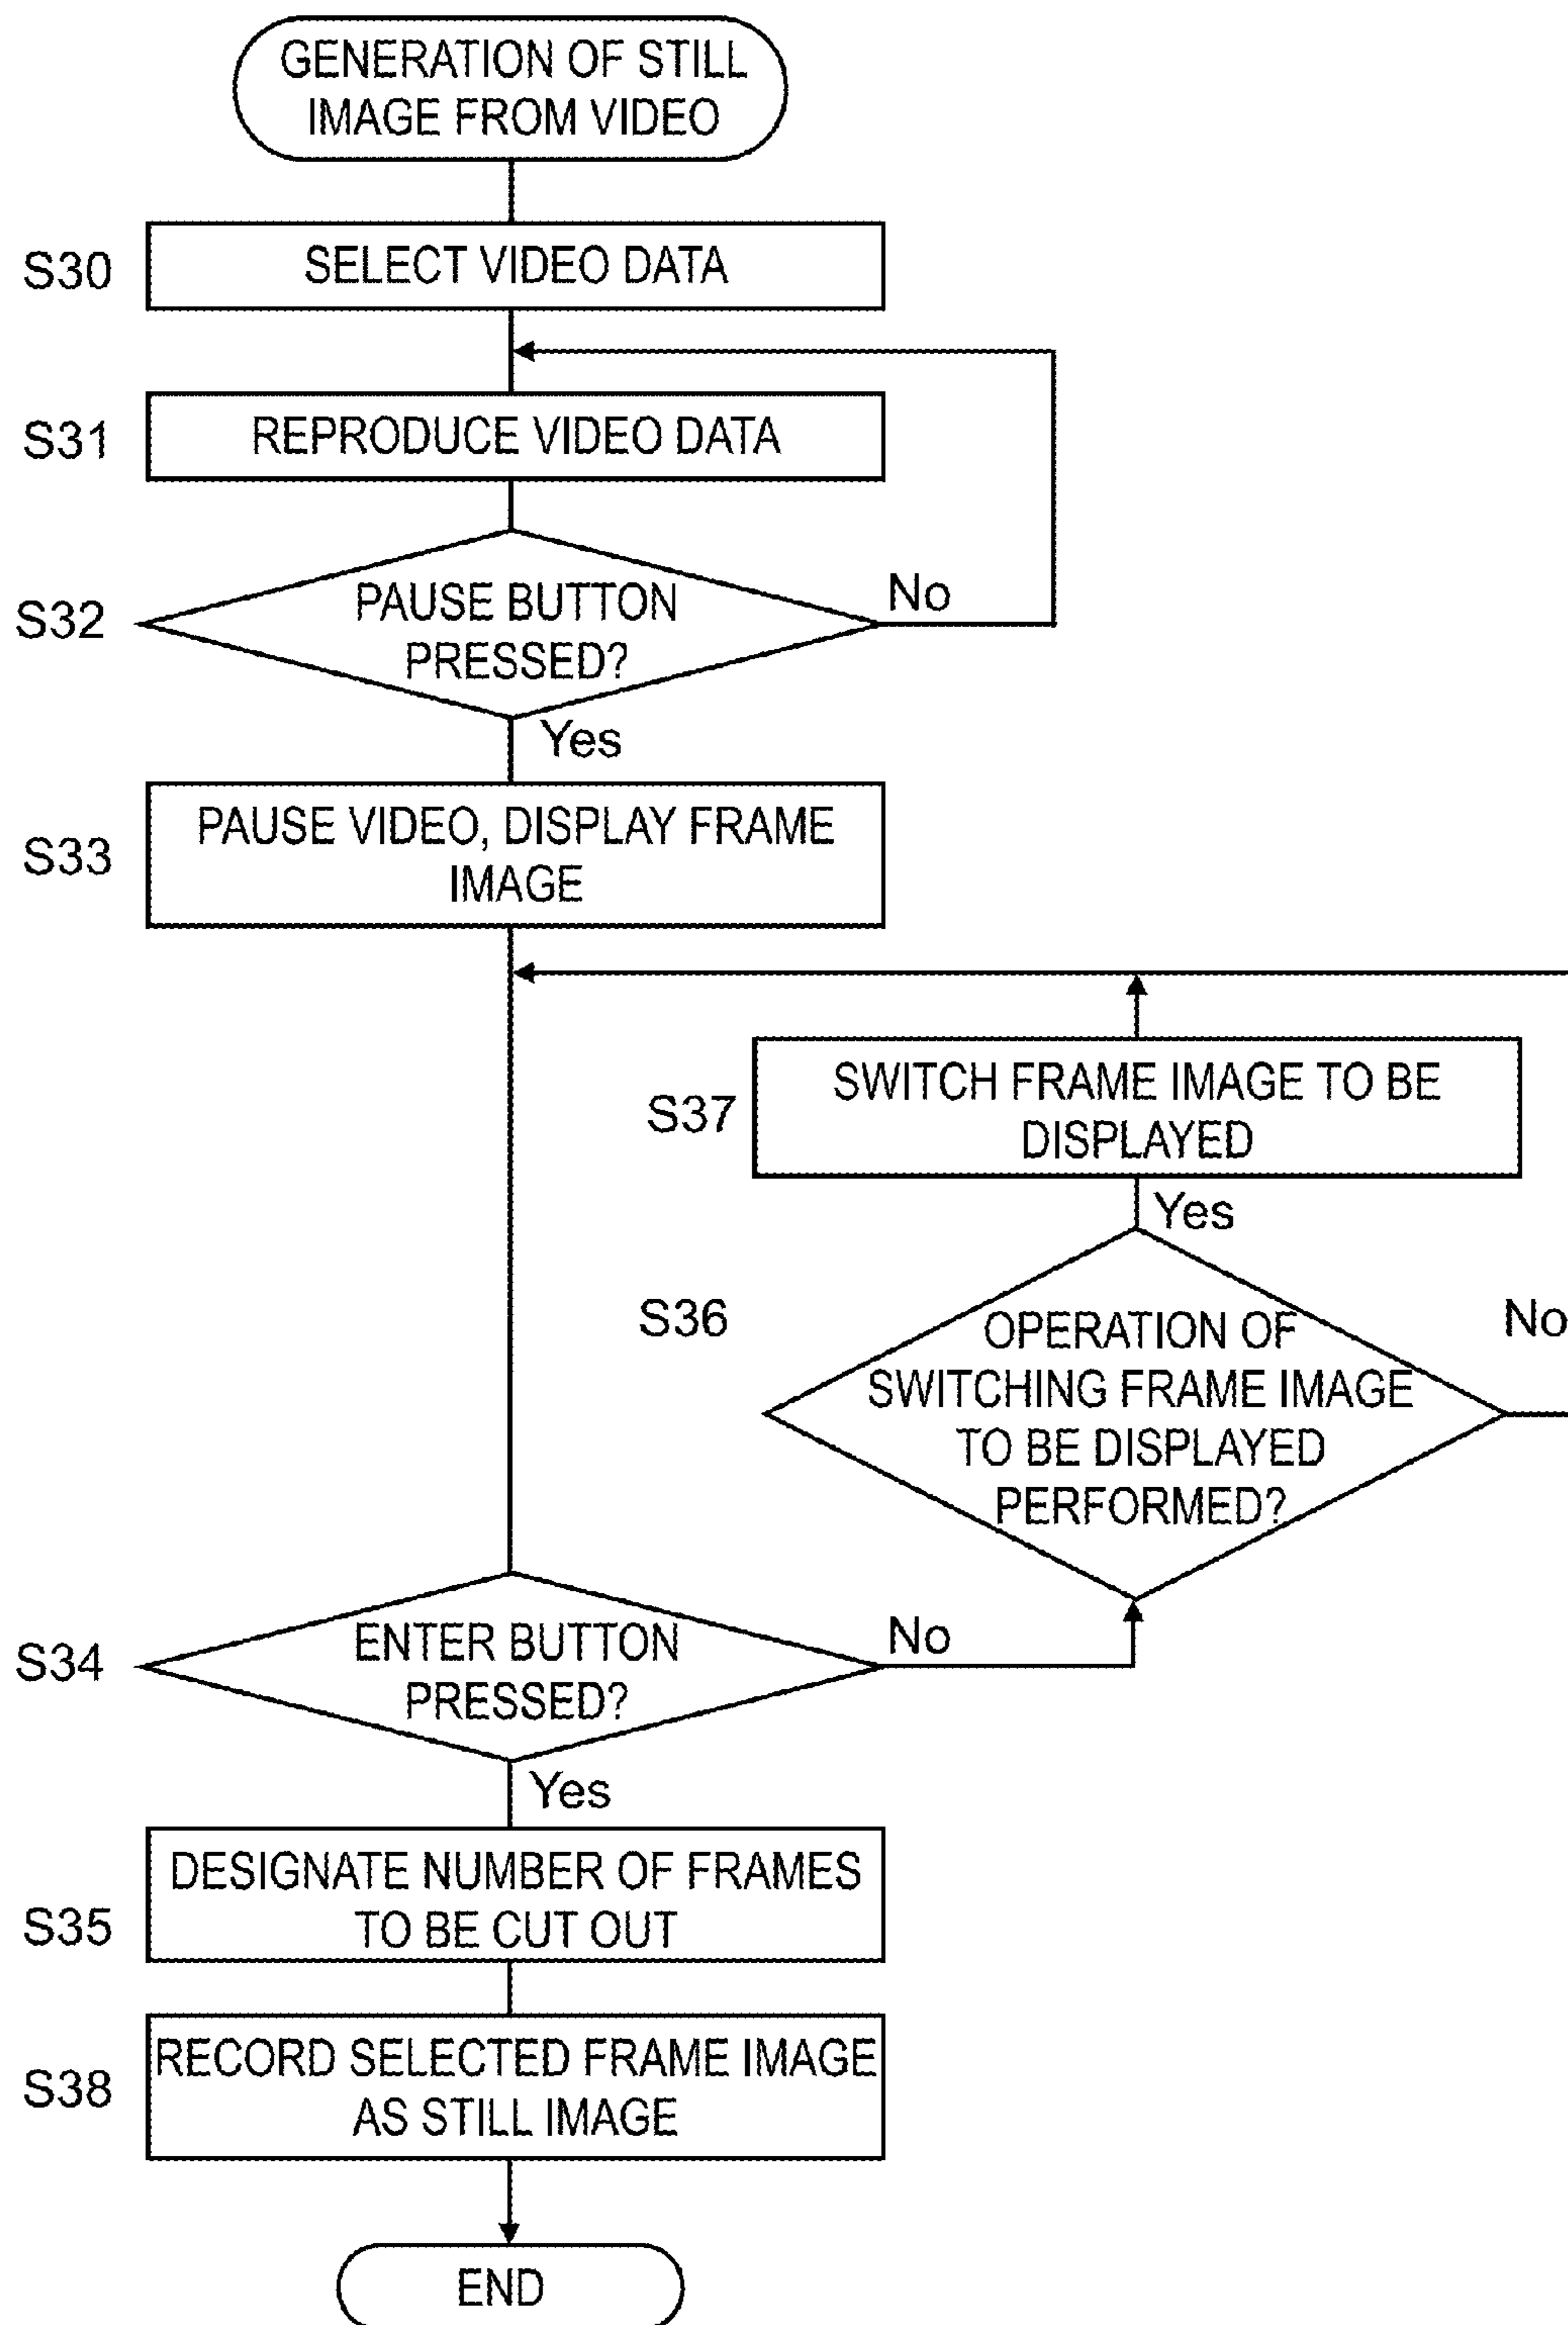 GENERATION OF STILL
IMAGE FROM VIDEO
S30
SELECT VIDEO DATA
S31
REPRODUCE VIDEO DATA
S32
PAUSE BUTTON
PRESSED?
No
Yes
S33
PAUSE VIDEO, DISPLAY FRAME
IMAGE
S37
SWITCH FRAME IMAGE TO BE
DISPLAYED
Yes
S36
OPERATION OF
SWITCHING FRAME IMAGE
TO BE DISPLAYED
PERFORMED?
No
S34
ENTER BUTTON
PRESSED?
No
Yes
S35
DESIGNATE NUMBER OF FRAMES
TO BE CUT OUT
S38
RECORD SELECTED FRAME IMAGE
AS STILL IMAGE
END